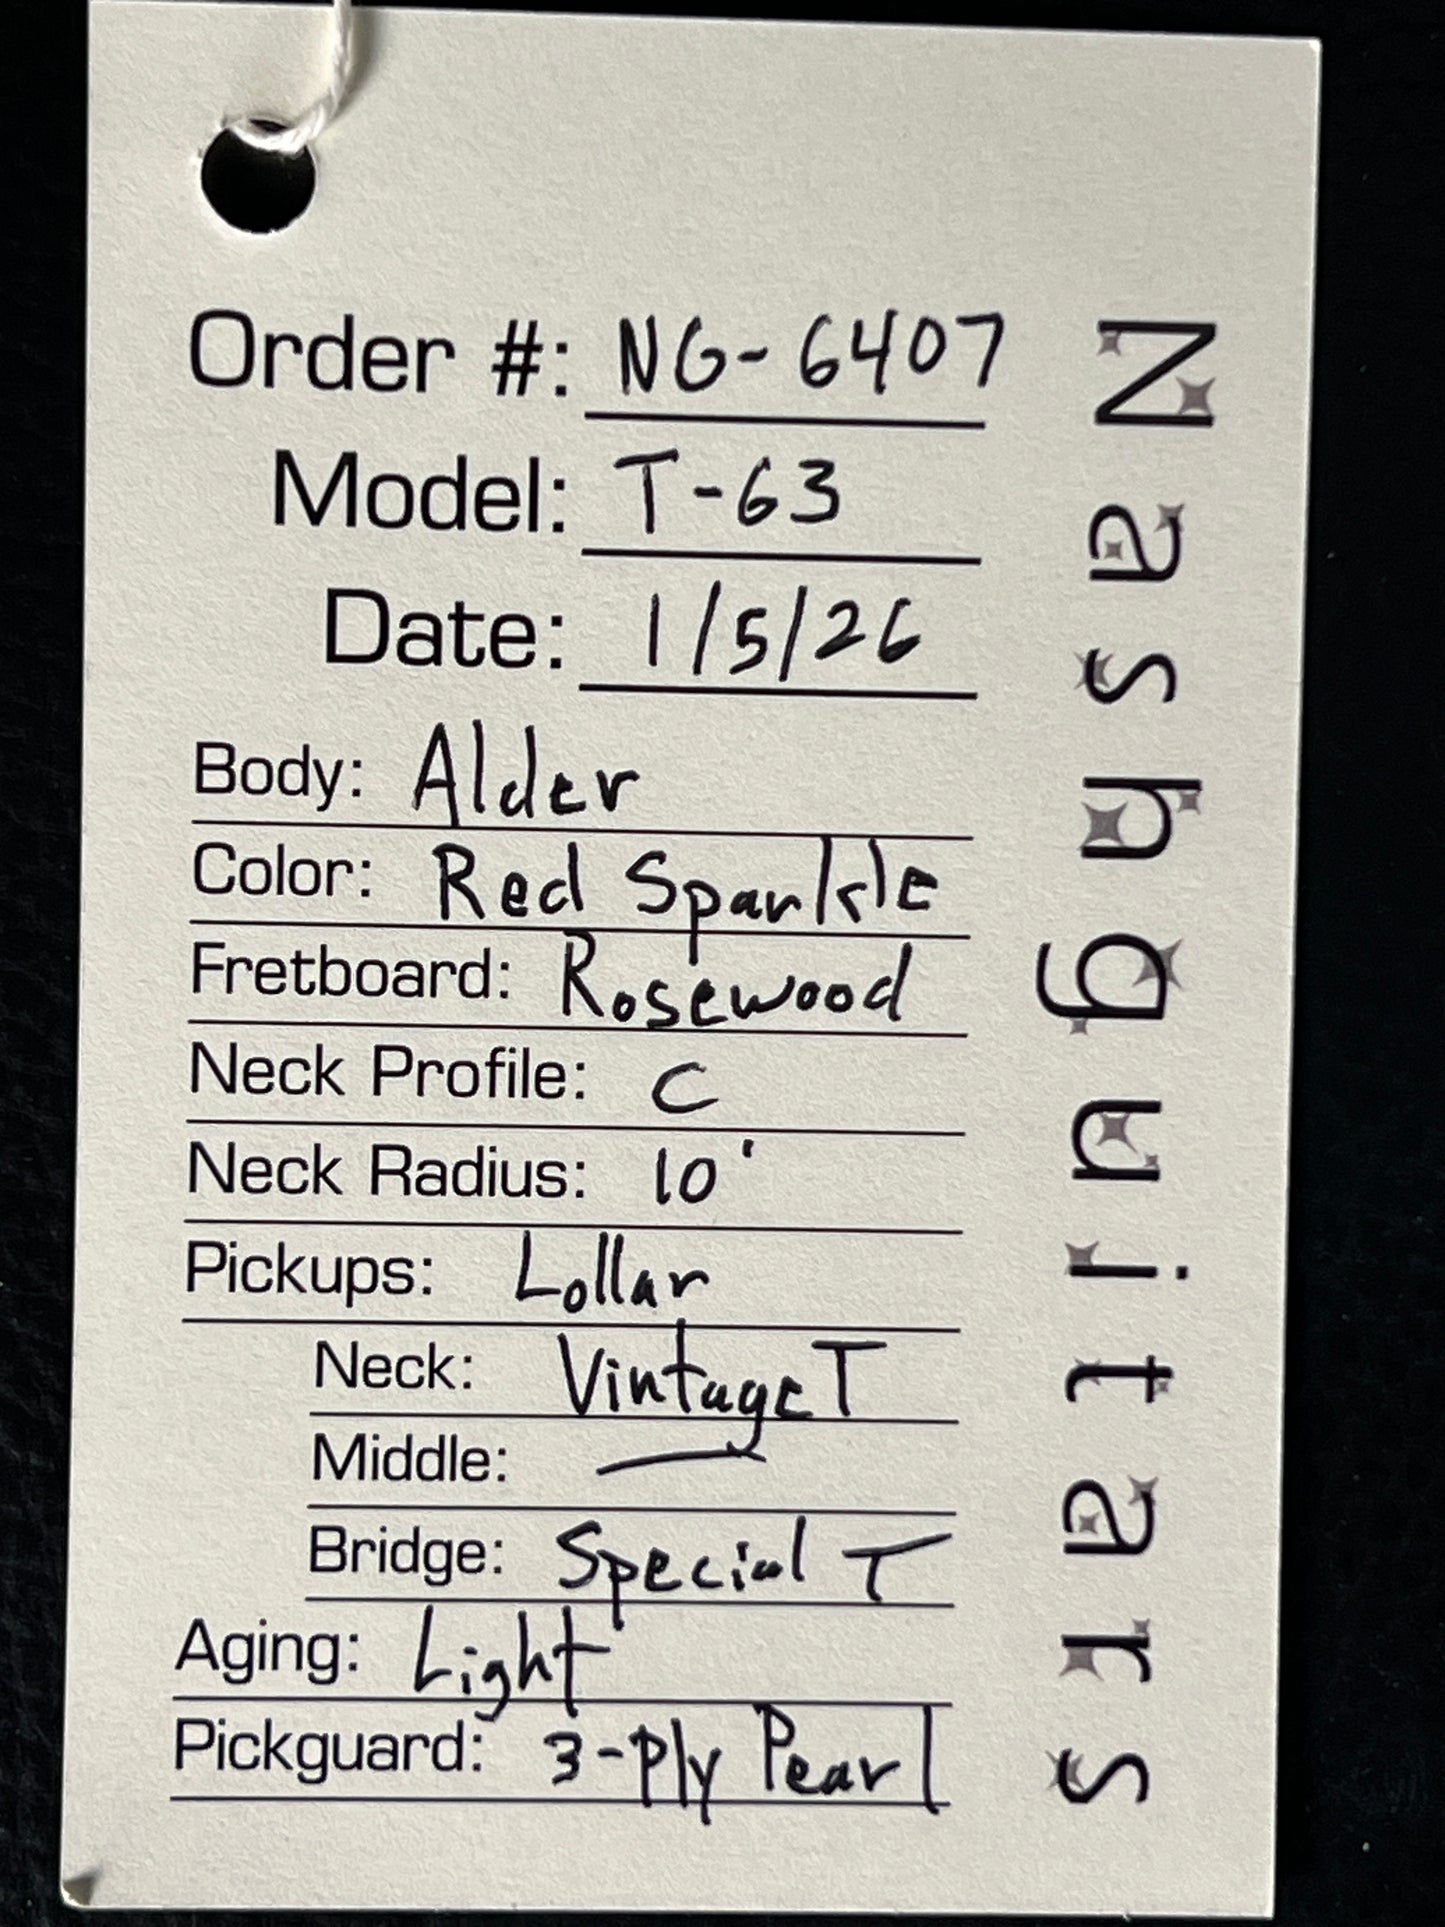 Order #: NG-6407
Model: T-63
Date: 1/5/26
Body: Alder
Color: Red Sparkle
Fretboard: Rosewood
Neck Profile: C
Neck Radius: 10'
Pickups: Lollar
Neck: Vintage T
Middle: —
Bridge: Special T
Aging: Light
Pickguard: 3-Ply Pearl
Nashguitars